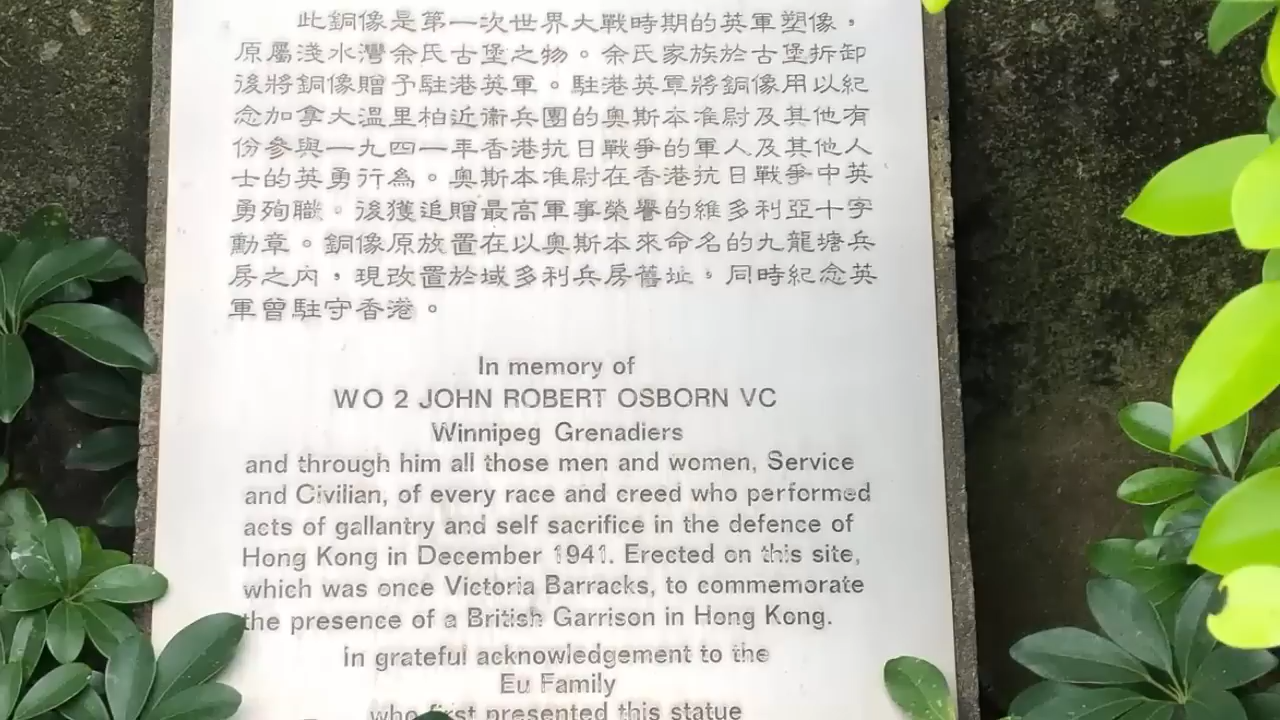 此銅像是第一次世界大戰時期的英軍塑像，
原屬淺水灣余氏古堡之物。余氏家族於古堡拆卸
後將銅像贈予駐港英軍。駐港英軍將銅像用以紀
念加拿大溫里柏近衞兵團的奧斯本准尉及其他有
份參與一九四一年香港抗日戰爭的軍人及其他人
士的英勇行為。奧斯本准尉在香港抗日戰爭中英
勇殉職。後獲追贈最高軍事榮譽的維多利亞十字
勳章。銅像原放置在以奧斯本來命名的九龍塘兵
房之內，現改置於域多利兵房舊址，同時紀念英
軍曾駐守香港。
In memory of
WO 2 JOHN ROBERT OSBORN VC
Winnipeg Grenadiers
and through him all those men and women, Service
and Civilian, of every race and creed who performed
acts of gallantry and self sacrifice in the defence of
Hong Kong in December 1941. Erected on this site,
which was once Victoria Barracks, to commemorate
the presence of a British Garrison in Hong Kong.
In grateful acknowledgement to the
Eu Family
who first presented this statue